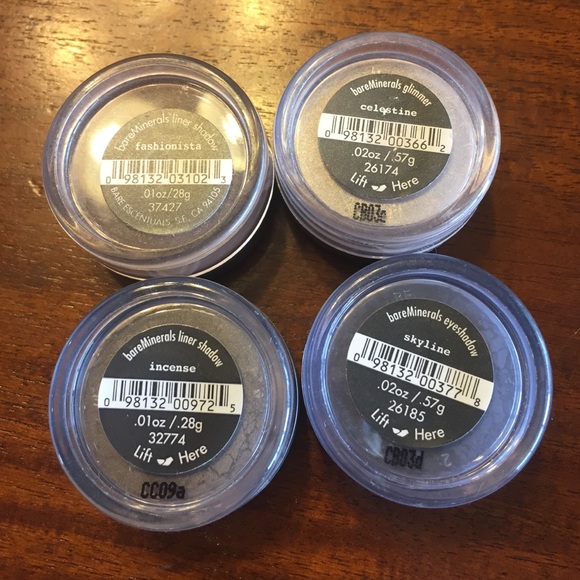 bareMinerals liner shadow
fashionista
0 98132 03102 3
.01oz/28g
37427
BARE ESCENTUALS, S.F., CA 94105
bareMinerals glimmer
celestine
0 98132 00366 2
.02oz/.57g
26174
Lift Here
CB03a
bareMinerals liner shadow
incense
0 98132 00972 5
.01oz/.28g
32774
Lift Here
CC09a
bareMinerals eyeshadow
skyline
0 98132 00377 8
.02oz/.57g
26185
Lift Here
CB03d